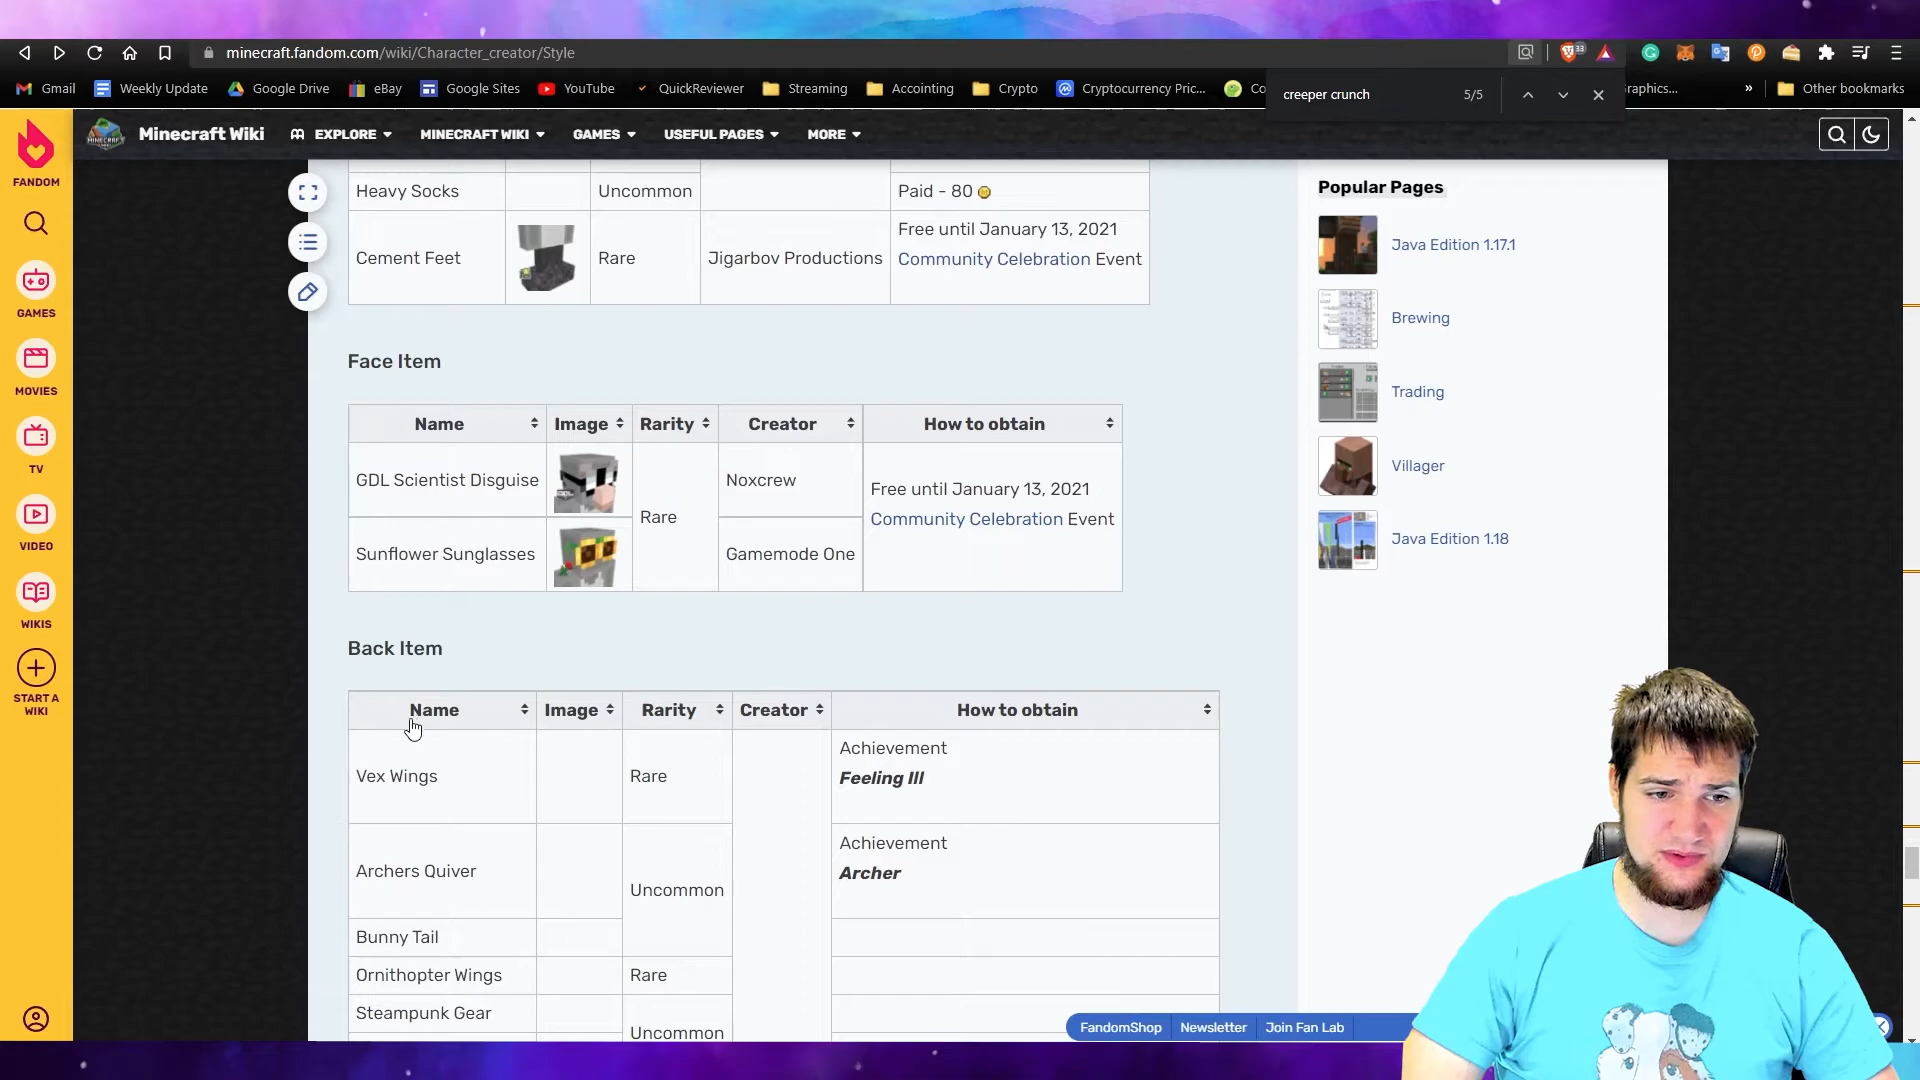 minecraft.fandom.com/wiki/Character_creator/Style
33
Gmail Weekly Update Google Drive eBay Google Sites YouTube QuickReviewer Streaming Accointing Crypto Cryptocurrency Pric... Co raphics... » Other bookmarks
creeper crunch 5/5
Minecraft Wiki EXPLORE MINECRAFT WIKI GAMES USEFUL PAGES MORE
FANDOM
GAMES
MOVIES
TV
VIDEO
WIKIS
START A
WIKI
Heavy Socks Uncommon Paid - 80
Cement Feet Rare Jigarbov Productions Free until January 13, 2021
Community Celebration Event
Face Item
Name Image Rarity Creator How to obtain
GDL Scientist Disguise Rare Noxcrew Free until January 13, 2021
Community Celebration Event
Sunflower Sunglasses Gamemode One
Back Item
Name Image Rarity Creator How to obtain
Vex Wings Rare Achievement
Feeling Ill
Archers Quiver Uncommon Achievement
Archer
Bunny Tail
Ornithopter Wings Rare
Steampunk Gear
Uncommon
Popular Pages
Java Edition 1.17.1
Brewing
Trading
Villager
Java Edition 1.18
FandomShop Newsletter Join Fan Lab